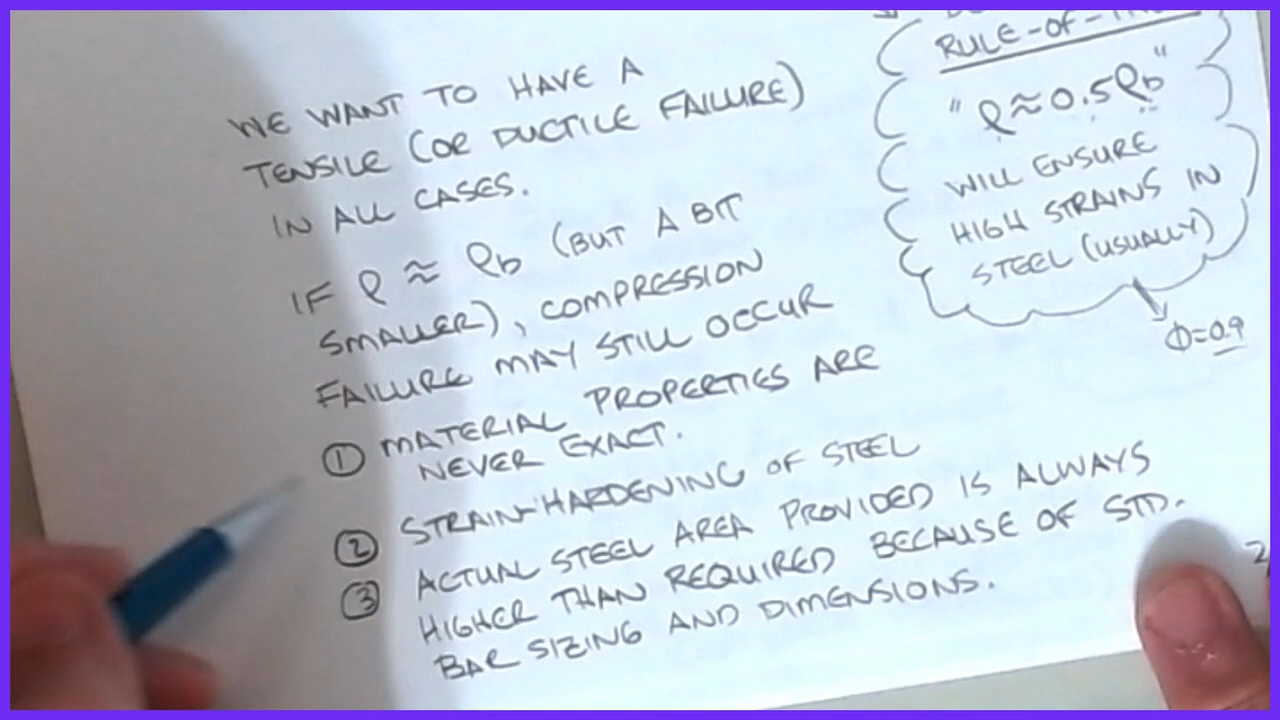 WE WANT TO HAVE A
TENSILE (OR DUCTILE FAILURE)
IN ALL CASES.
IF ρ ≈ ρb (BUT A BIT
SMALLER), COMPRESSION
FAILURE MAY STILL OCCUR
① MATERIAL PROPERTIES ARE
NEVER EXACT.
② STRAIN-HARDENING OF STEEL
③ ACTUAL STEEL AREA PROVIDED IS ALWAYS
HIGHER THAN REQUIRED BECAUSE OF STD.
BAR SIZING AND DIMENSIONS.
RULE-OF-
"ρ≈0.5ρb"
WILL ENSURE
HIGH STRAINS IN
STEEL (USUALLY)
Φ=0.9